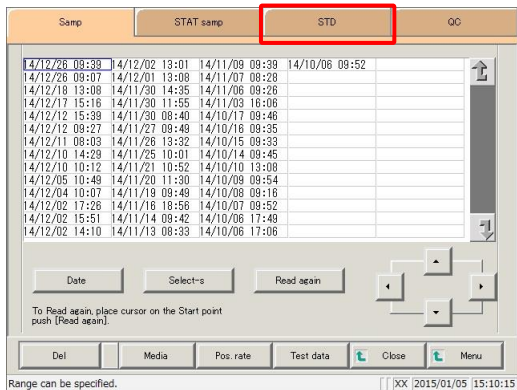 Samp STAT samp STD QC
14/12/26 09:39 14/12/02 13:01 14/11/09 09:39 14/10/06 09:52
14/12/26 09:07 14/12/01 09:26 14/11/07 08:28
14/12/18 13:08 14/11/30 14:35 14/11/06 09:26
14/12/17 15:16 14/11/30 11:55 14/11/03 16:06
14/12/12 15:39 14/11/30 08:40 14/10/17 09:46
14/12/12 09:27 14/11/27 09:49 14/10/16 09:35
14/12/11 08:03 14/11/26 13:32 14/10/15 09:33
14/12/10 14:29 14/11/25 10:01 14/10/14 09:45
14/12/10 10:12 14/11/21 10:52 14/10/10 13:08
14/12/05 10:49 14/11/20 11:30 14/10/09 09:54
14/12/04 10:07 14/11/19 09:49 14/10/08 09:16
14/12/02 17:26 14/11/16 18:56 14/10/07 09:52
14/12/02 15:51 14/11/14 09:42 14/10/06 17:49
14/12/02 14:10 14/11/13 08:33 14/10/06 17:06
Date Select-s Read again
To Read again, place cursor on the Start point
push [Read again].
Del Media Pos. rate Test data Close Menu
Range can be specified. XX 2015/01/05 15:10:15